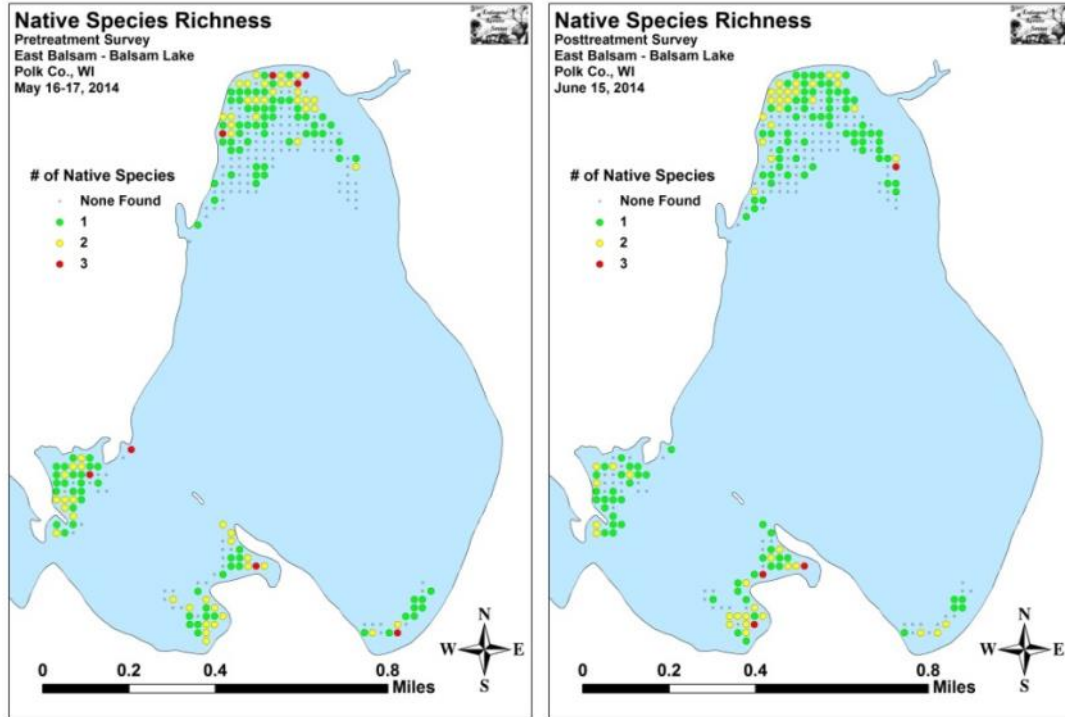 Native Species Richness
Pretreatment Survey
East Balsam - Balsam Lake
Polk Co., WI
May 16-17, 2014
# of Native Species
None Found
1
2
3
N
W E
S
0 0.2 0.4 0.8
Miles
Native Species Richness
Posttreatment Survey
East Balsam - Balsam Lake
Polk Co., WI
June 15, 2014
# of Native Species
None Found
1
2
3
N
W E
S
0 0.2 0.4 0.8
Miles